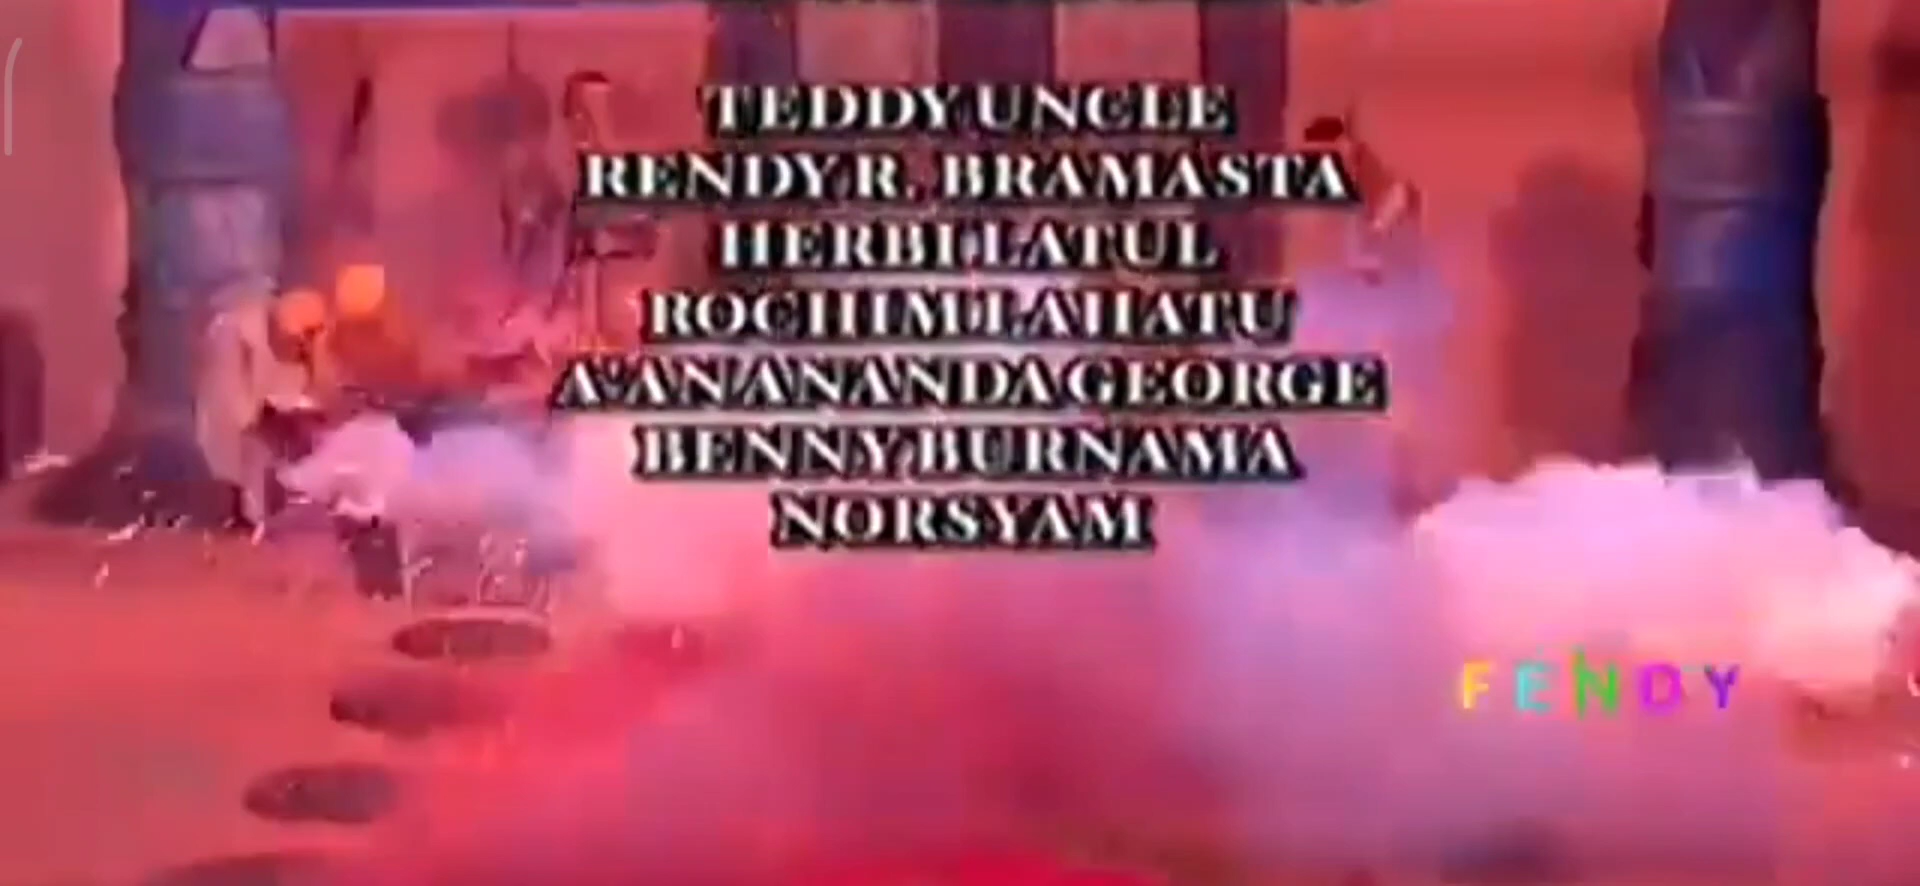 TEDDY UNCLE
RENDY R. BRAMASTA
HERBI LATUL
ROCHIM LAHATU
A'AN ANANDA GEORGE
BENNY BURNAMA
NORSYAM
FENDY